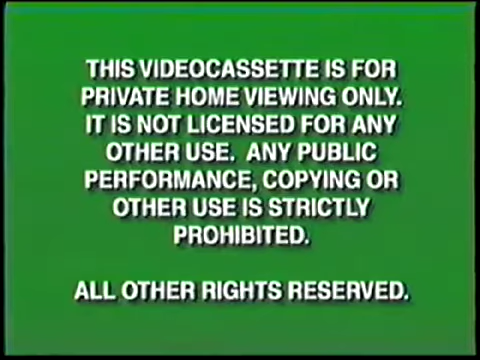 THIS VIDEOCASSETTE IS FOR
PRIVATE HOME VIEWING ONLY.
IT IS NOT LICENSED FOR ANY
OTHER USE.  ANY PUBLIC
PERFORMANCE, COPYING OR
OTHER USE IS STRICTLY
PROHIBITED.
ALL OTHER RIGHTS RESERVED.